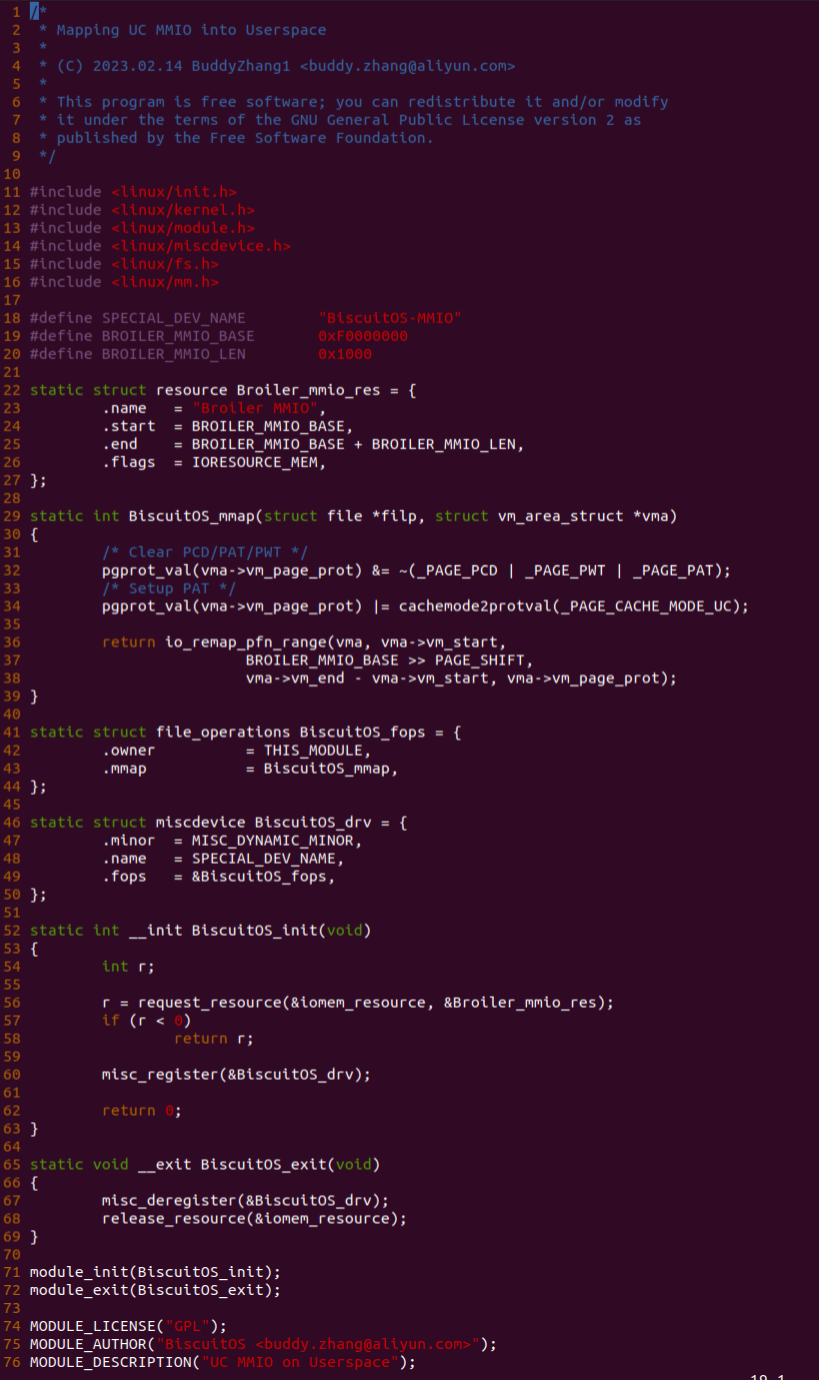 1 /*
2  * Mapping UC MMIO into Userspace
3  *
4  * (C) 2023.02.14 BuddyZhang1 <buddy.zhang@aliyun.com>
5  *
6  * This program is free software; you can redistribute it and/or modify
7  * it under the terms of the GNU General Public License version 2 as
8  * published by the Free Software Foundation.
9  */
10
11 #include <linux/init.h>
12 #include <linux/kernel.h>
13 #include <linux/module.h>
14 #include <linux/miscdevice.h>
15 #include <linux/fs.h>
16 #include <linux/mm.h>
17
18 #define SPECIAL_DEV_NAME        "BiscuitOS-MMIO"
19 #define BROILER_MMIO_BASE       0xF0000000
20 #define BROILER_MMIO_LEN        0x1000
21
22 static struct resource Broiler_mmio_res = {
23         .name   = "Broiler MMIO",
24         .start  = BROILER_MMIO_BASE,
25         .end    = BROILER_MMIO_BASE + BROILER_MMIO_LEN,
26         .flags  = IORESOURCE_MEM,
27 };
28
29 static int BiscuitOS_mmap(struct file *filp, struct vm_area_struct *vma)
30 {
31         /* Clear PCD/PAT/PWT */
32         pgprot_val(vma->vm_page_prot) &= ~(_PAGE_PCD | _PAGE_PWT | _PAGE_PAT);
33         /* Setup PAT */
34         pgprot_val(vma->vm_page_prot) |= cachemode2protval(_PAGE_CACHE_MODE_UC);
35
36         return io_remap_pfn_range(vma, vma->vm_start,
37                         BROILER_MMIO_BASE >> PAGE_SHIFT,
38                         vma->vm_end - vma->vm_start, vma->vm_page_prot);
39 }
40
41 static struct file_operations BiscuitOS_fops = {
42         .owner          = THIS_MODULE,
43         .mmap           = BiscuitOS_mmap,
44 };
45
46 static struct miscdevice BiscuitOS_drv = {
47         .minor  = MISC_DYNAMIC_MINOR,
48         .name   = SPECIAL_DEV_NAME,
49         .fops   = &BiscuitOS_fops,
50 };
51
52 static int __init BiscuitOS_init(void)
53 {
54         int r;
55
56         r = request_resource(&iomem_resource, &Broiler_mmio_res);
57         if (r < 0)
58                 return r;
59
60         misc_register(&BiscuitOS_drv);
61
62         return 0;
63 }
64
65 static void __exit BiscuitOS_exit(void)
66 {
67         misc_deregister(&BiscuitOS_drv);
68         release_resource(&iomem_resource);
69 }
70
71 module_init(BiscuitOS_init);
72 module_exit(BiscuitOS_exit);
73
74 MODULE_LICENSE("GPL");
75 MODULE_AUTHOR("BiscuitOS <buddy.zhang@aliyun.com>");
76 MODULE_DESCRIPTION("UC MMIO on Userspace");